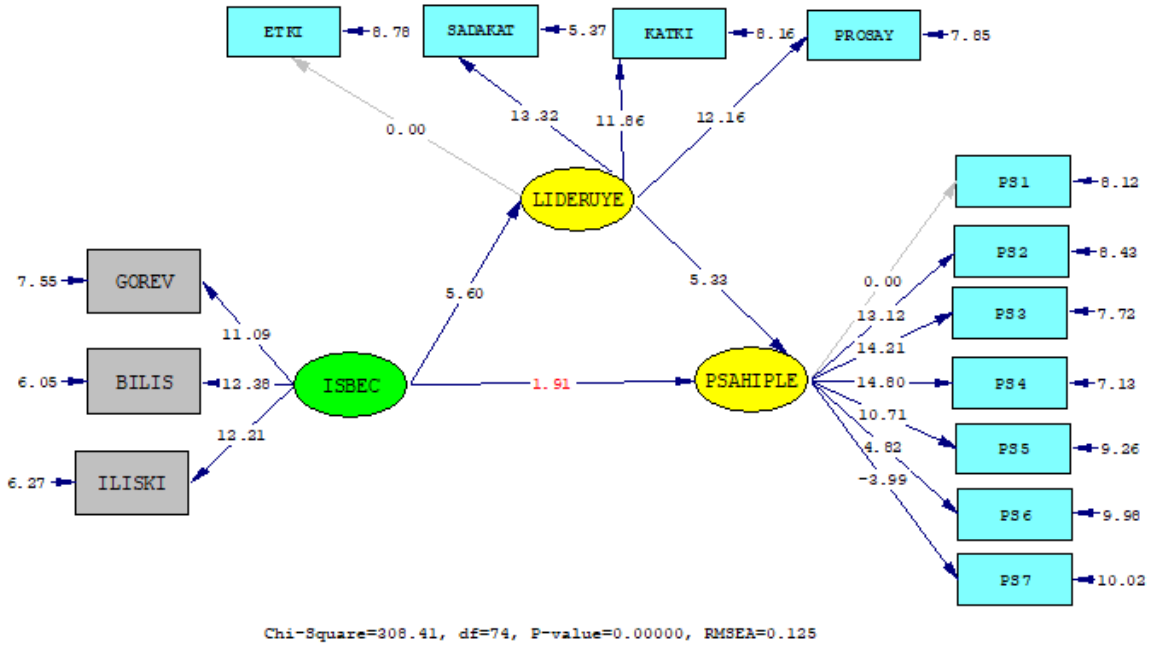 ETKI 8.78 SADAKAT 5.37 KATKI 8.16 PROSAY 7.85
0.00 13.32 11.86 12.16
LIDERUYE
PS1 8.12
PS2 8.43
PS3 7.72
PS4 7.13
PS5 9.26
PS6 9.98
PS7 10.02
7.55 GOREV
6.05 BILIS
6.27 ILISKI
11.09
12.38
12.21
ISBEC
5.60
5.33
1.91
PSAHIPLE
0.00
13.12
14.21
14.80
10.71
4.82
-3.99
Chi-Square=308.41, df=74, P-value=0.00000, RMSEA=0.125